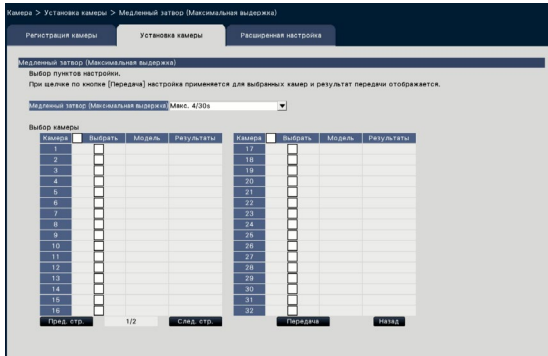 Камера > Установка камеры > Медленный затвор (Максимальная выдержка)
Регистрация камеры Установка камеры Расширенная настройка
Медленный затвор (Максимальная выдержка)
Выбор пунктов настройки.
При щелчке по кнопке [Передача] настройка применяется для выбранных камер и результат передачи отображается.
Медленный затвор (Максимальная выдержка) Макс. 4/30s
Выбор камеры
Камера Выбрать Модель Результаты Камера Выбрать Модель Результаты
1 17
2 18
3 19
4 20
5 21
6 22
7 23
8 24
9 25
10 26
11 27
12 28
13 29
14 30
15 31
16 32
Пред. стр. 1/2 След. стр. Передача Назад